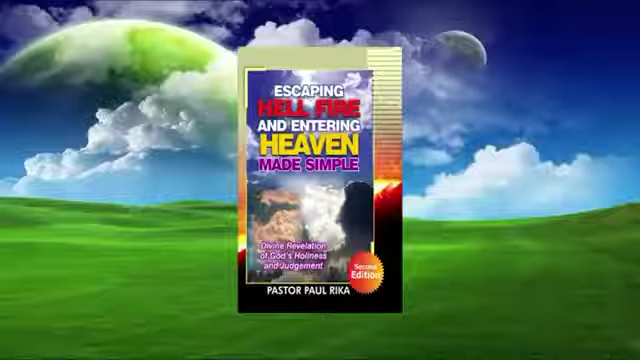 ESCAPING
HELL FIRE
AND ENTERING
HEAVEN
MADE SIMPLE
Divine Revelation
of God's Holiness
and Judgement
Second
Edition
PASTOR PAUL RIKA